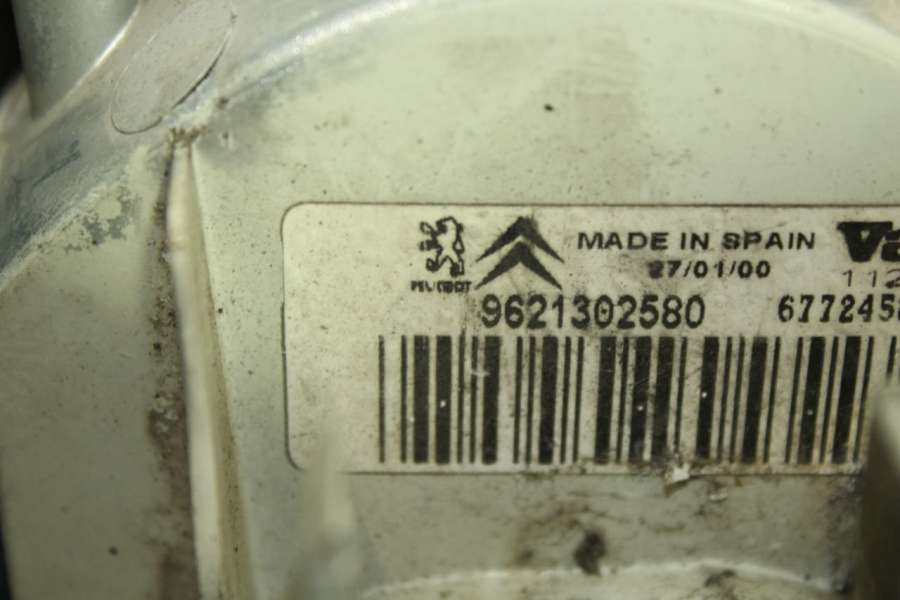 MADE IN SPAIN
27/01/00
PEUGEOT
9621302580